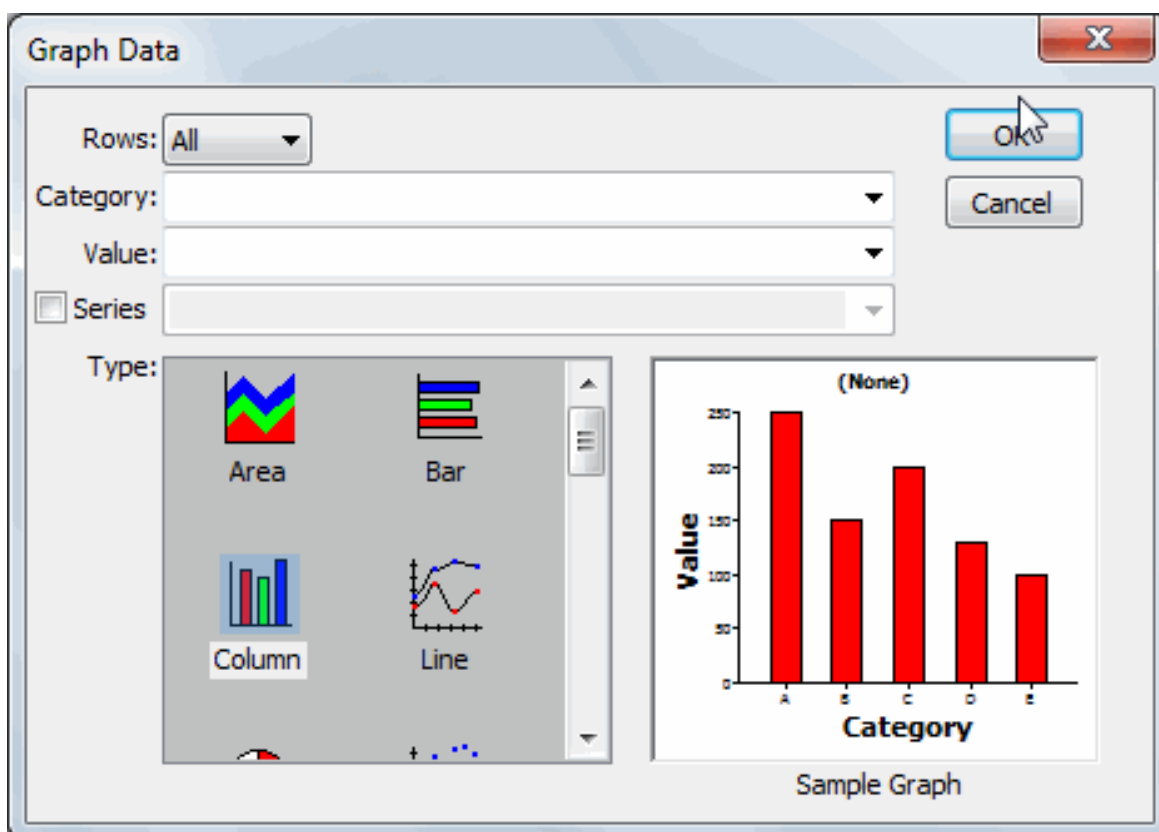 Graph Data
X
Rows: All
OK
Category:
Cancel
Value:
Series
Type:
Area
Bar
Column
Line
(None)
250
200
150
100
50
0
Value
A B C D E
Category
Sample Graph